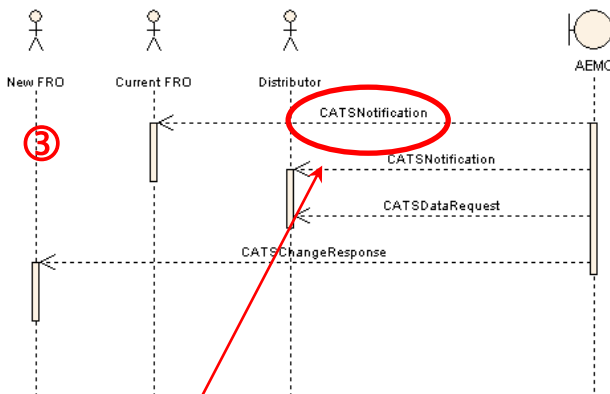 AEMO
New FRO
Current FRO
Distributor
CATSNotification
③
CATSNotification
CATSDataRequest
CATSChangeResponse